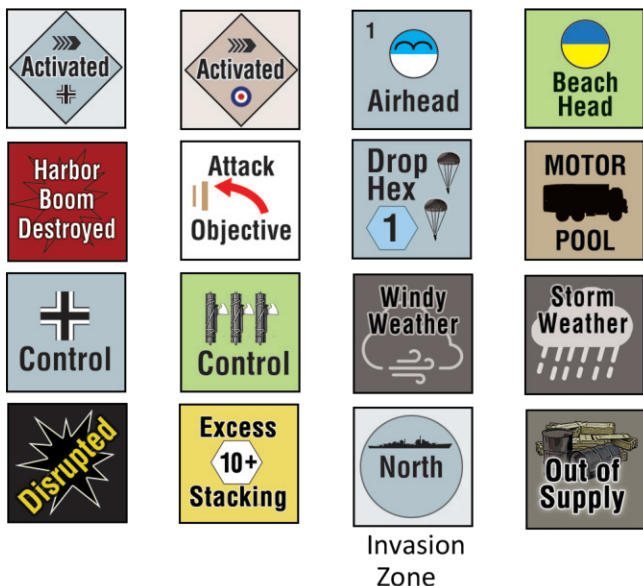 Activated
Activated
1
Airhead
Beach
Head
Harbor
Boom
Destroyed
Attack
Objective
Drop
Hex
1
MOTOR
POOL
Control
Control
Windy
Weather
Storm
Weather
Disrupted
Excess
10+
Stacking
North
Out of
Supply
Invasion
Zone